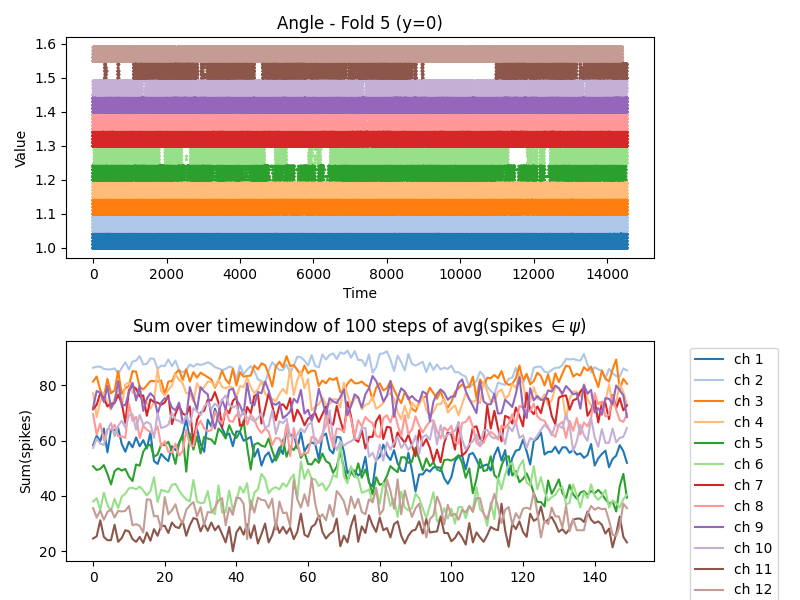 Angle - Fold 5 (y=0)
1.6
1.5
1.4
1.3
1.2
1.1
1.0
Value
0 2000 4000 6000 8000 10000 12000 14000
Time
Sum over timewindow of 100 steps of avg(spikes ∈ ψ)
80
60
40
20
Sum(spikes)
0 20 40 60 80 100 120 140
ch 1
ch 2
ch 3
ch 4
ch 5
ch 6
ch 7
ch 8
ch 9
ch 10
ch 11
ch 12